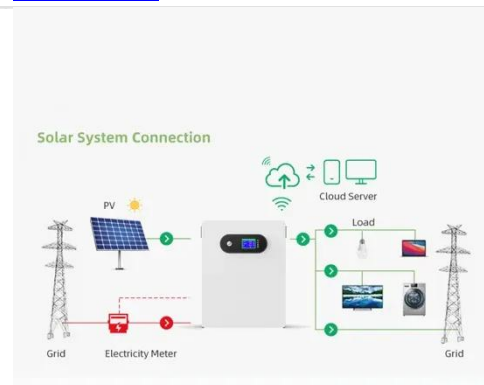 Solar System Connection
Cloud Server
PV
Load
Grid
Electricity Meter
Grid